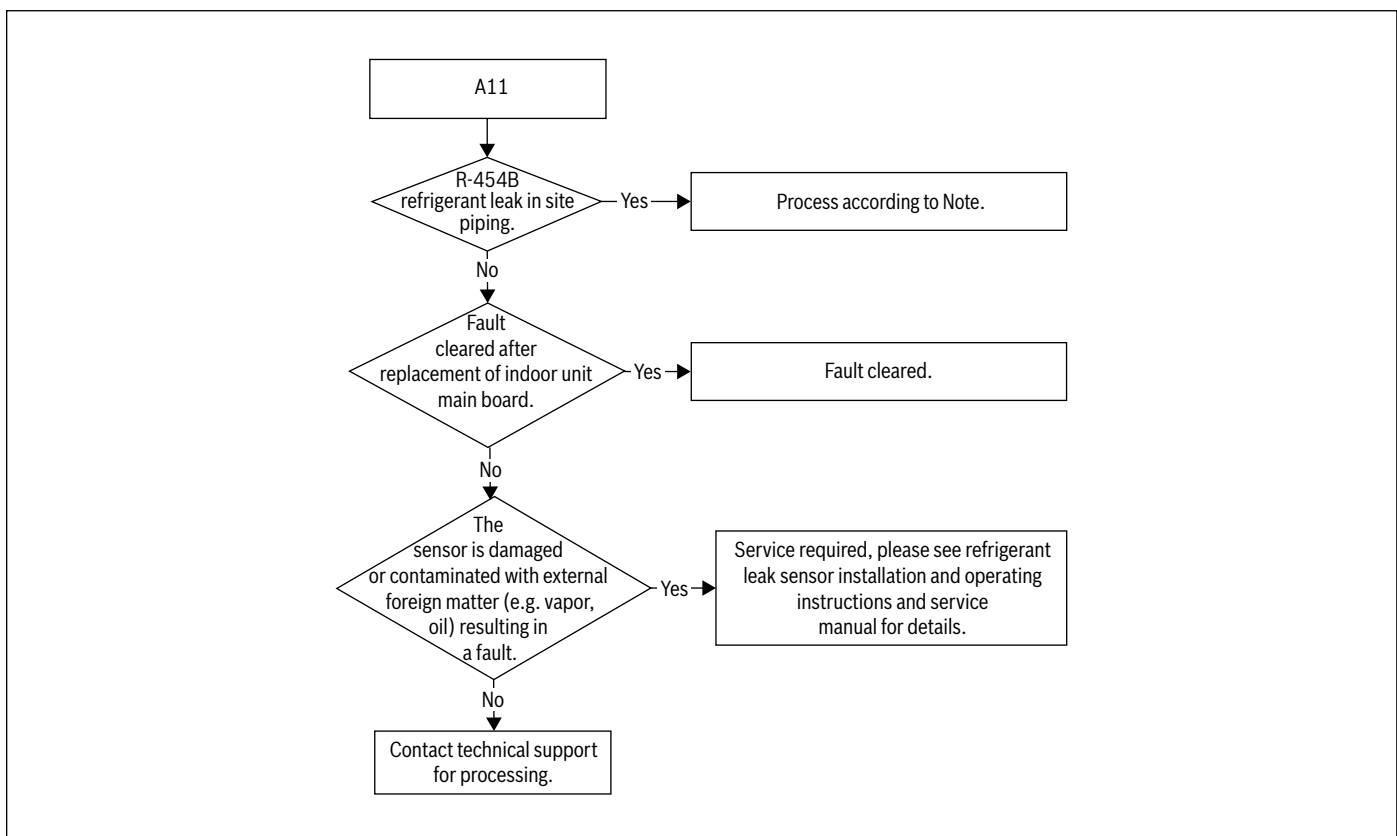 A11
R-454B
refrigerant leak in site
piping.
Yes
Process according to Note.
No
Fault
cleared after
replacement of indoor unit
main board.
Yes
Fault cleared.
No
The
sensor is damaged
or contaminated with external
foreign matter (e.g. vapor,
oil) resulting in
a fault.
Yes
Service required, please see refrigerant
leak sensor installation and operating
instructions and service
manual for details.
No
Contact technical support
for processing.